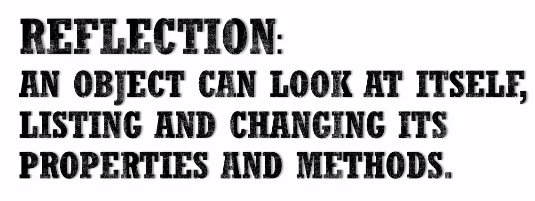 REFLECTION:
AN OBJECT CAN LOOK AT ITSELF,
LISTING AND CHANGING ITS
PROPERTIES AND METHODS.